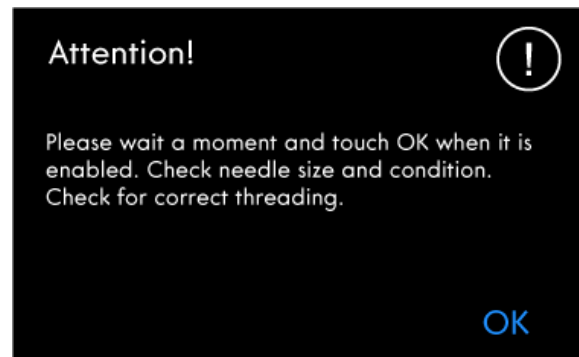 Attention!
Please wait a moment and touch OK when it is
enabled. Check needle size and condition.
Check for correct threading.
OK